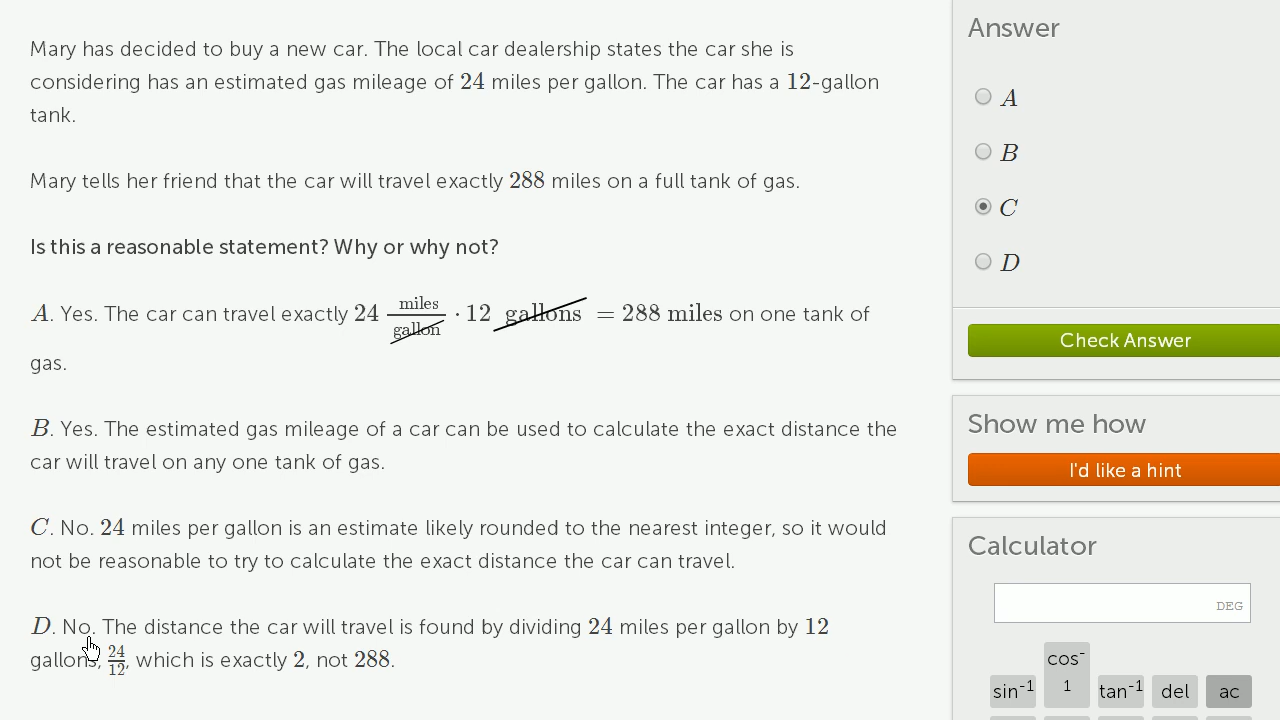 Mary has decided to buy a new car. The local car dealership states the car she is
considering has an estimated gas mileage of 24 miles per gallon. The car has a 12-gallon
tank.
Mary tells her friend that the car will travel exactly 288 miles on a full tank of gas.
Is this a reasonable statement? Why or why not?
A. Yes. The car can travel exactly 24 miles/gallon · 12 gallons = 288 miles on one tank of
gas.
B. Yes. The estimated gas mileage of a car can be used to calculate the exact distance the
car will travel on any one tank of gas.
C. No. 24 miles per gallon is an estimate likely rounded to the nearest integer, so it would
not be reasonable to try to calculate the exact distance the car can travel.
D. No. The distance the car will travel is found by dividing 24 miles per gallon by 12
gallons, 24/12, which is exactly 2, not 288.
Answer
A
B
C
D
Check Answer
Show me how
I'd like a hint
Calculator
DEG
sin⁻¹ cos⁻¹ tan⁻¹ del ac